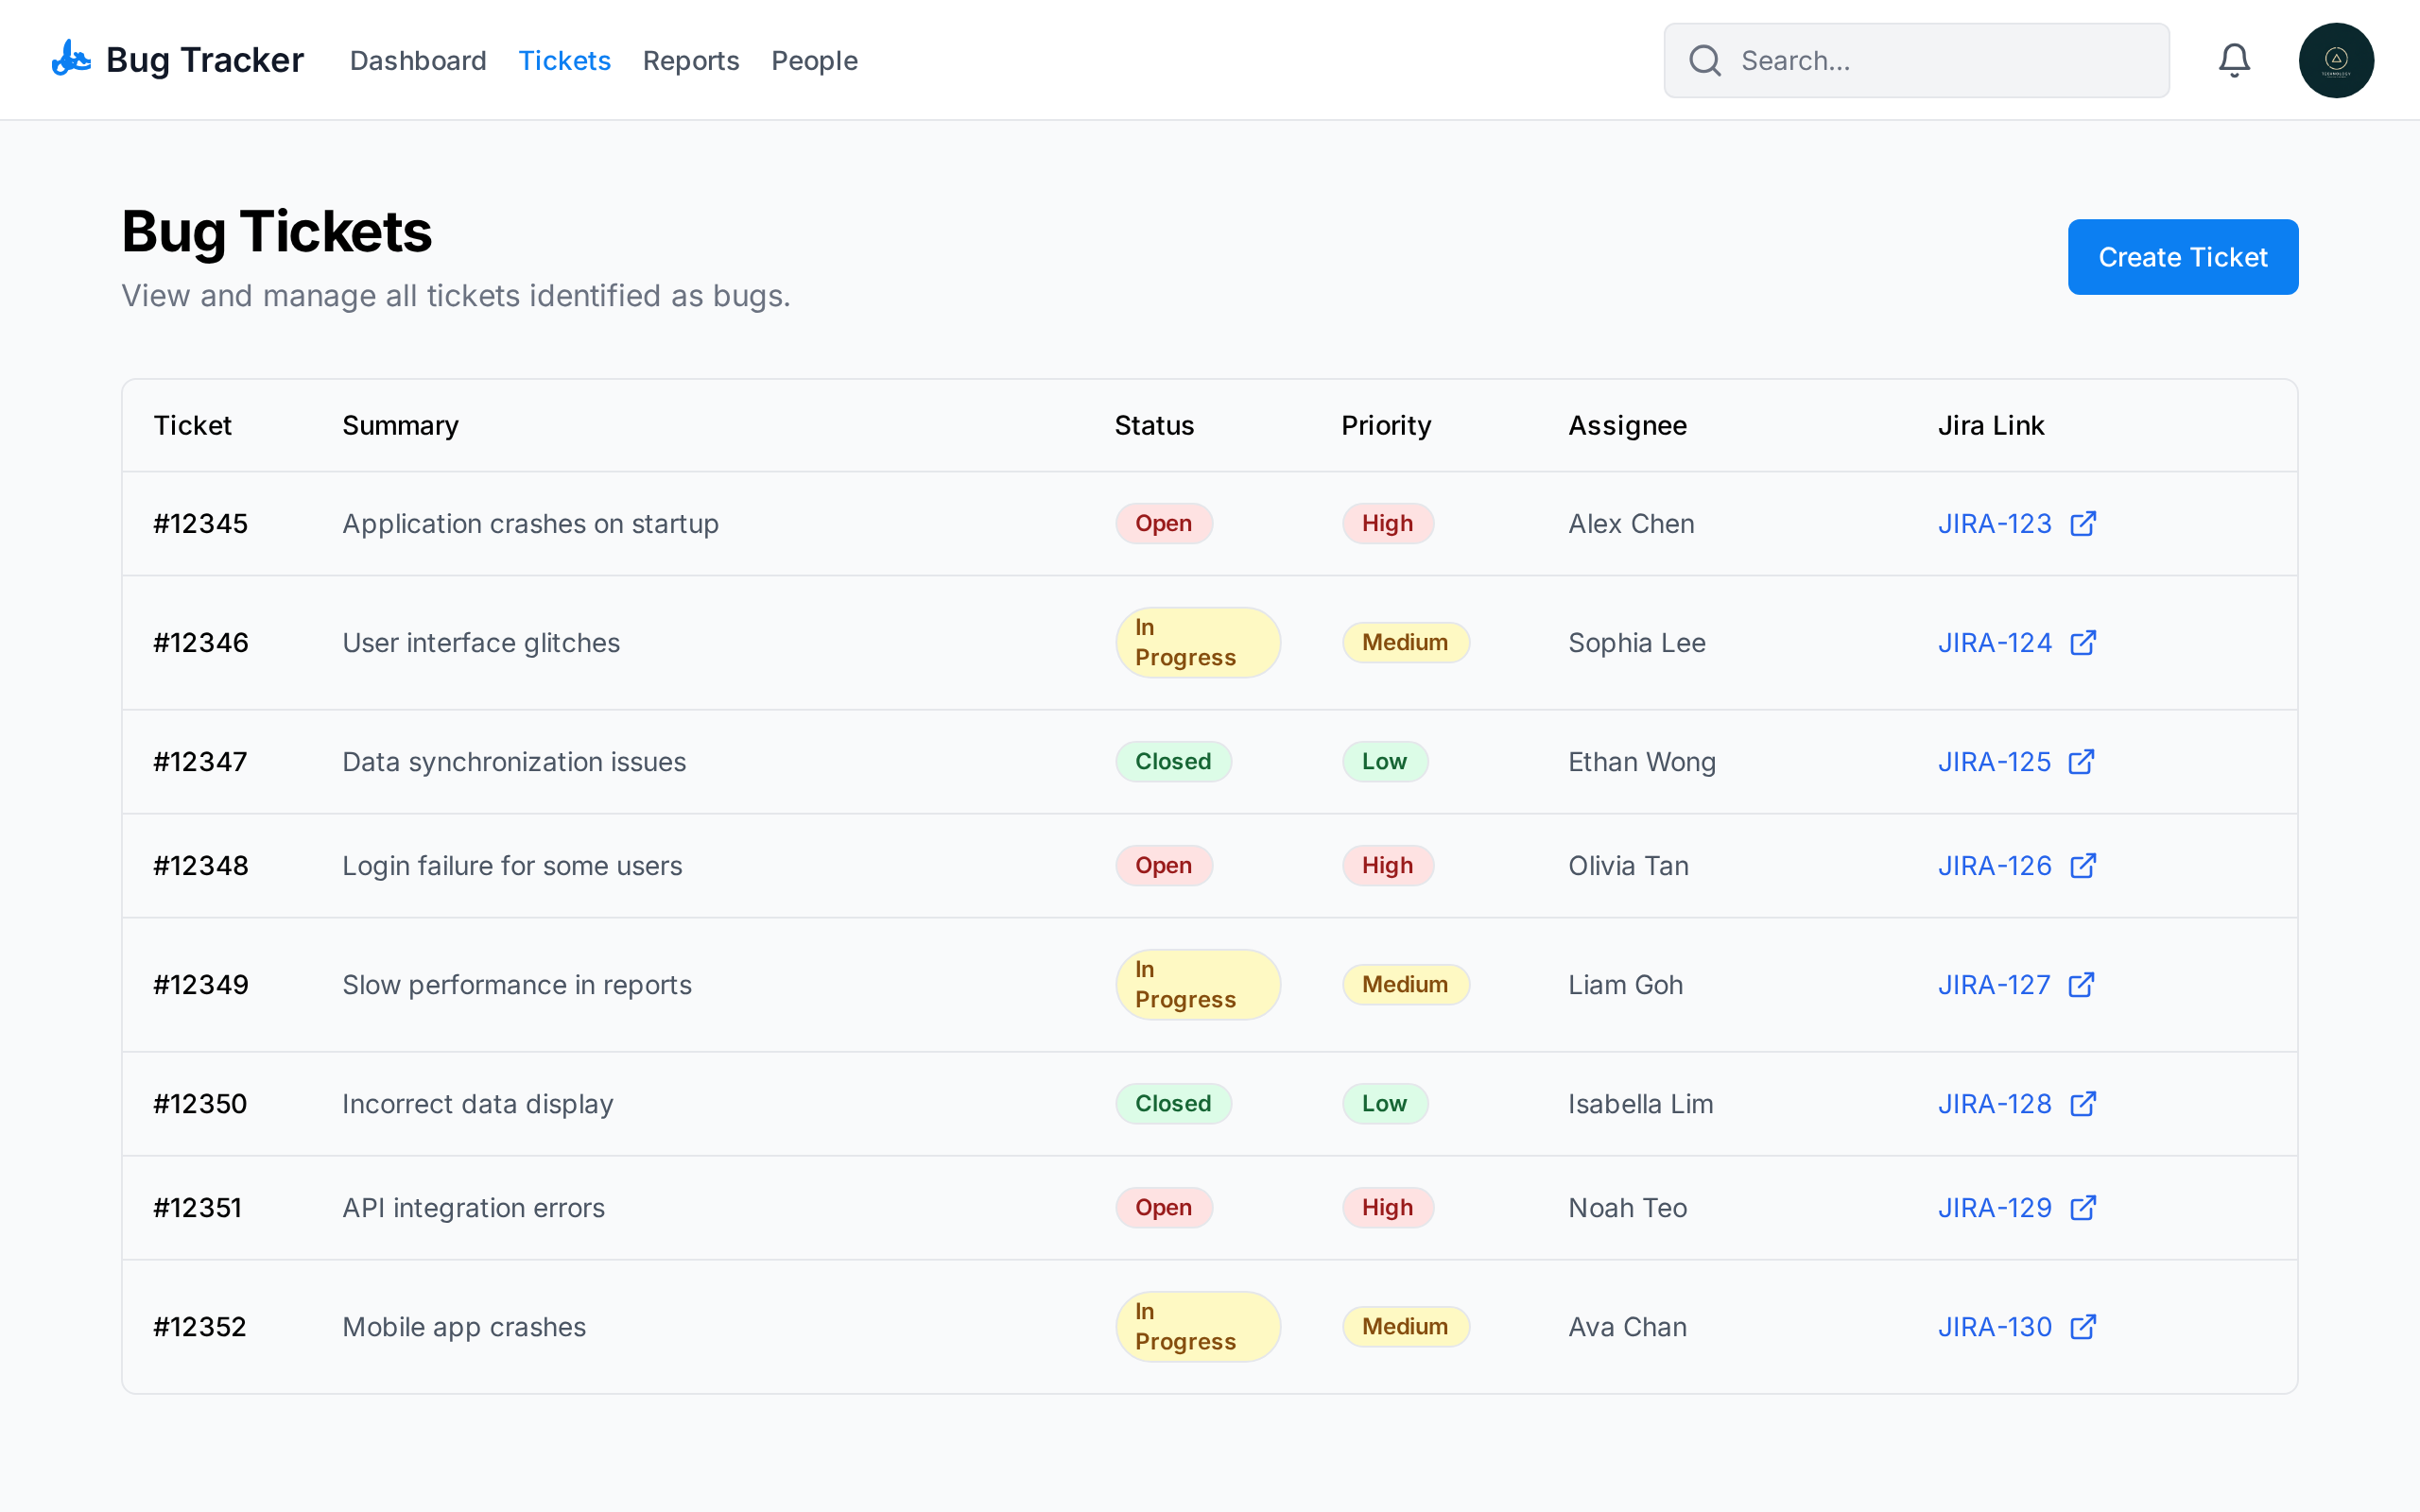 Bug Tracker Dashboard Tickets Reports People Search...
Bug Tickets
View and manage all tickets identified as bugs.
Create Ticket
Ticket Summary Status Priority Assignee Jira Link
#12345 Application crashes on startup Open High Alex Chen JIRA-123
#12346 User interface glitches In Progress Medium Sophia Lee JIRA-124
#12347 Data synchronization issues Closed Low Ethan Wong JIRA-125
#12348 Login failure for some users Open High Olivia Tan JIRA-126
#12349 Slow performance in reports In Progress Medium Liam Goh JIRA-127
#12350 Incorrect data display Closed Low Isabella Lim JIRA-128
#12351 API integration errors Open High Noah Teo JIRA-129
#12352 Mobile app crashes In Progress Medium Ava Chan JIRA-130